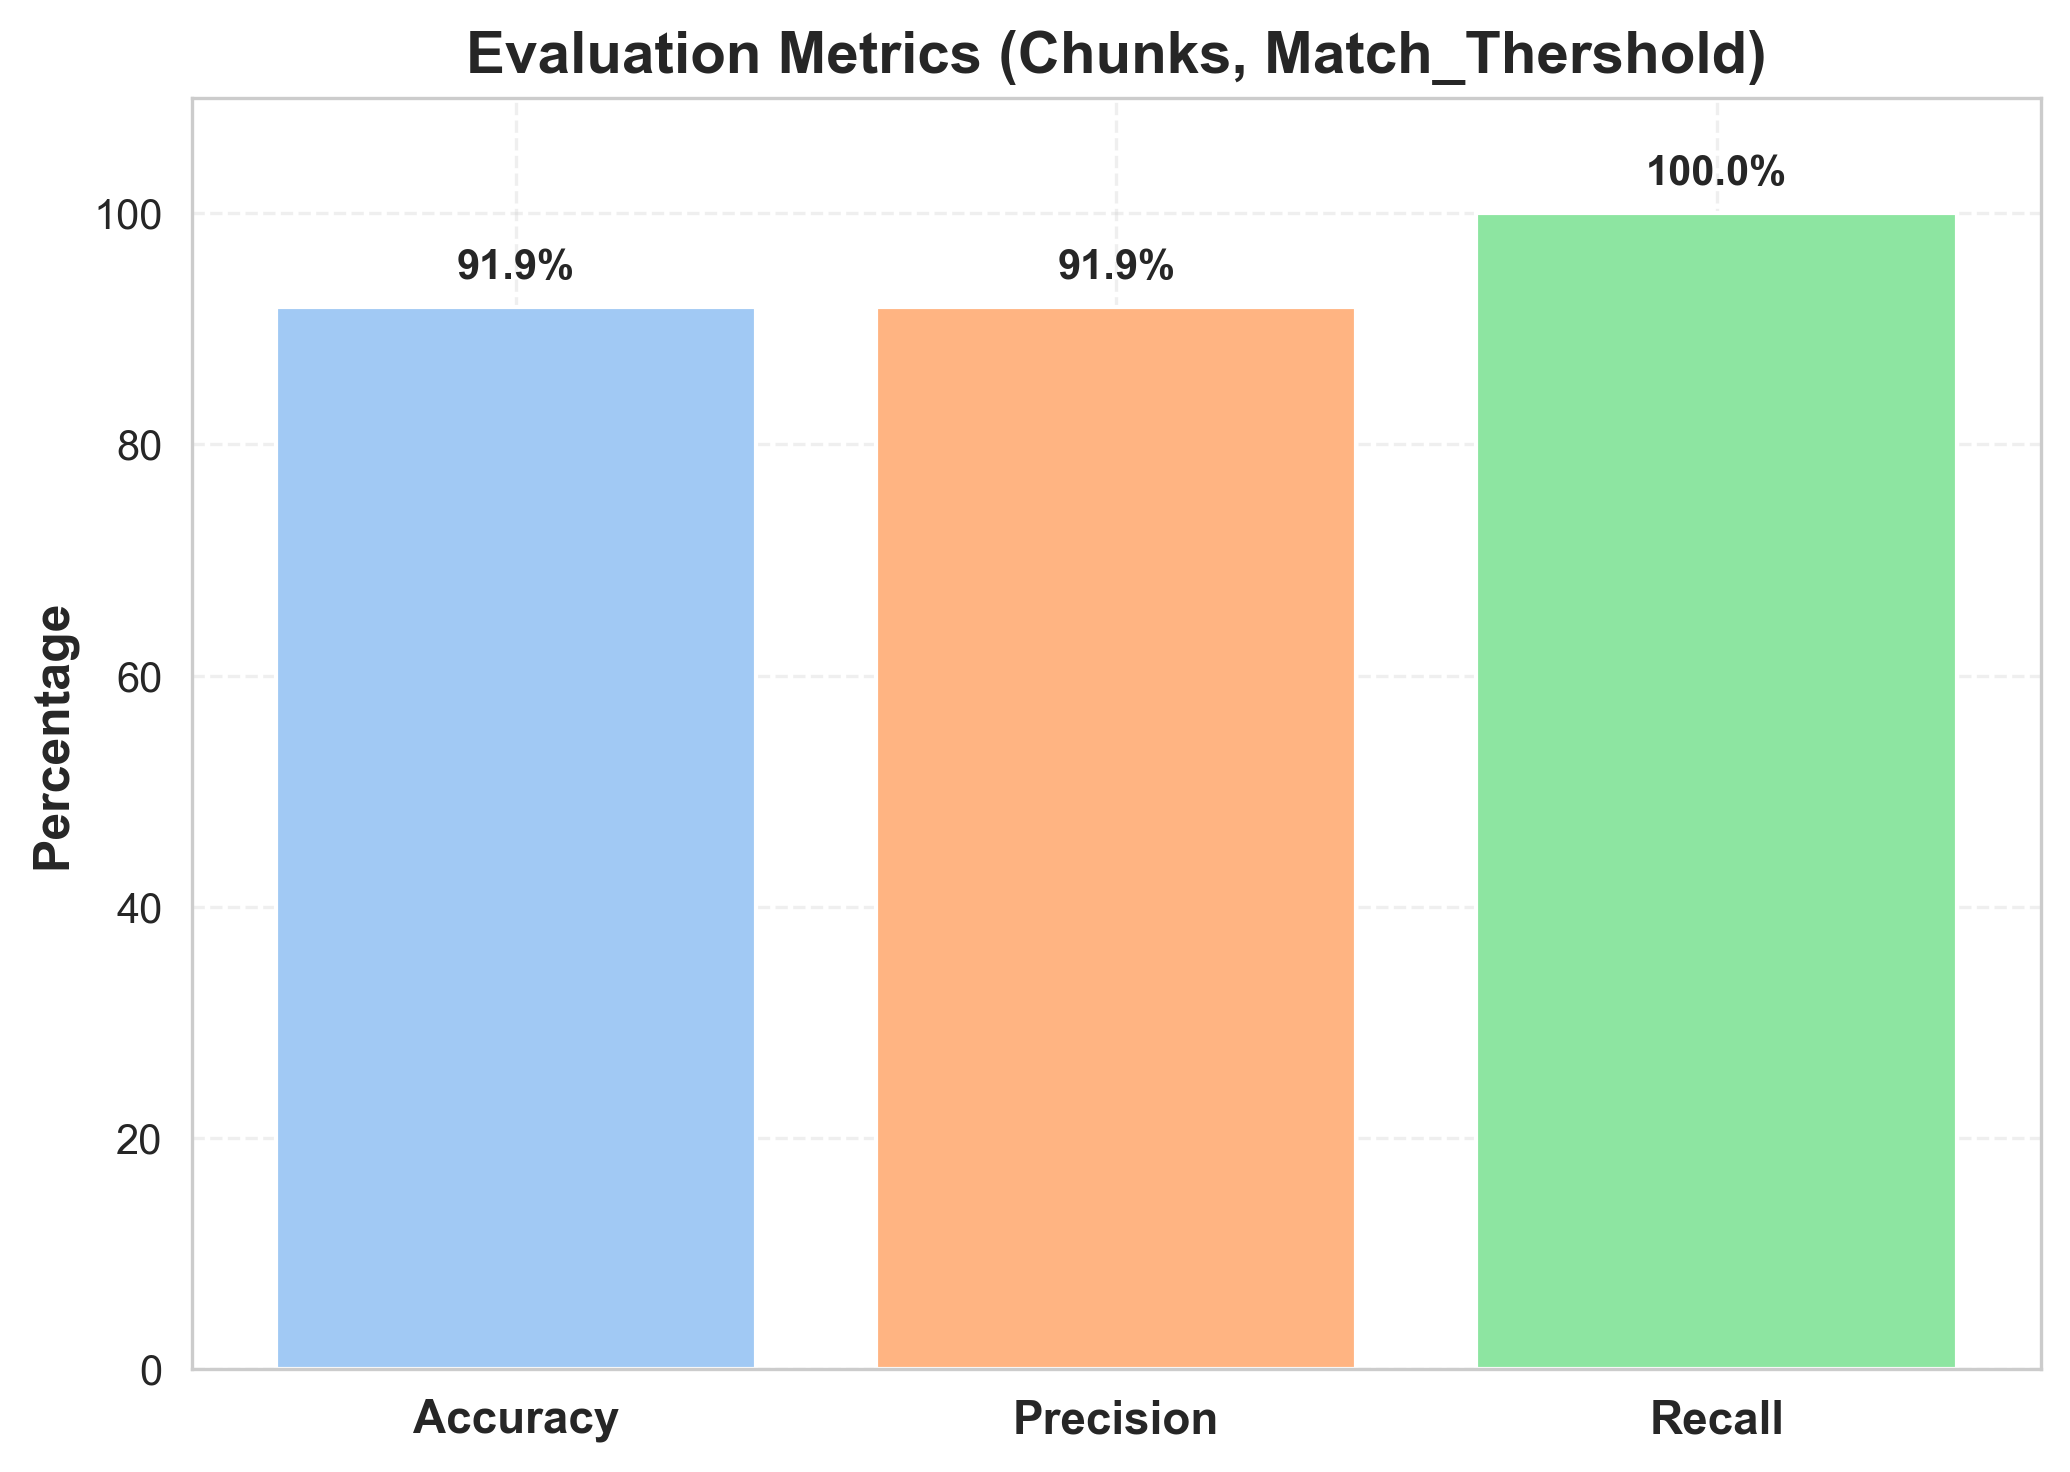 Evaluation Metrics (Chunks, Match_Thershold)
100.0%
91.9%
91.9%
100
80
60
40
20
0
Percentage
Accuracy
Precision
Recall